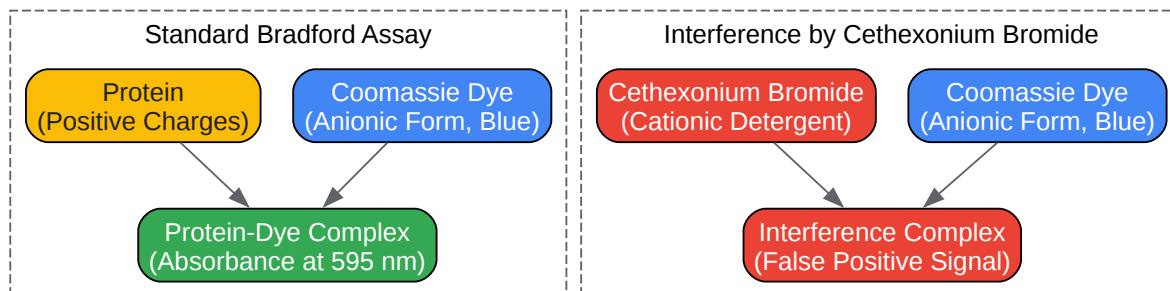 Standard Bradford Assay
Protein
(Positive Charges)
Coomassie Dye
(Anionic Form, Blue)
Protein-Dye Complex
(Absorbance at 595 nm)
Interference by Cethexonium Bromide
Cethexonium Bromide
(Cationic Detergent)
Coomassie Dye
(Anionic Form, Blue)
Interference Complex
(False Positive Signal)